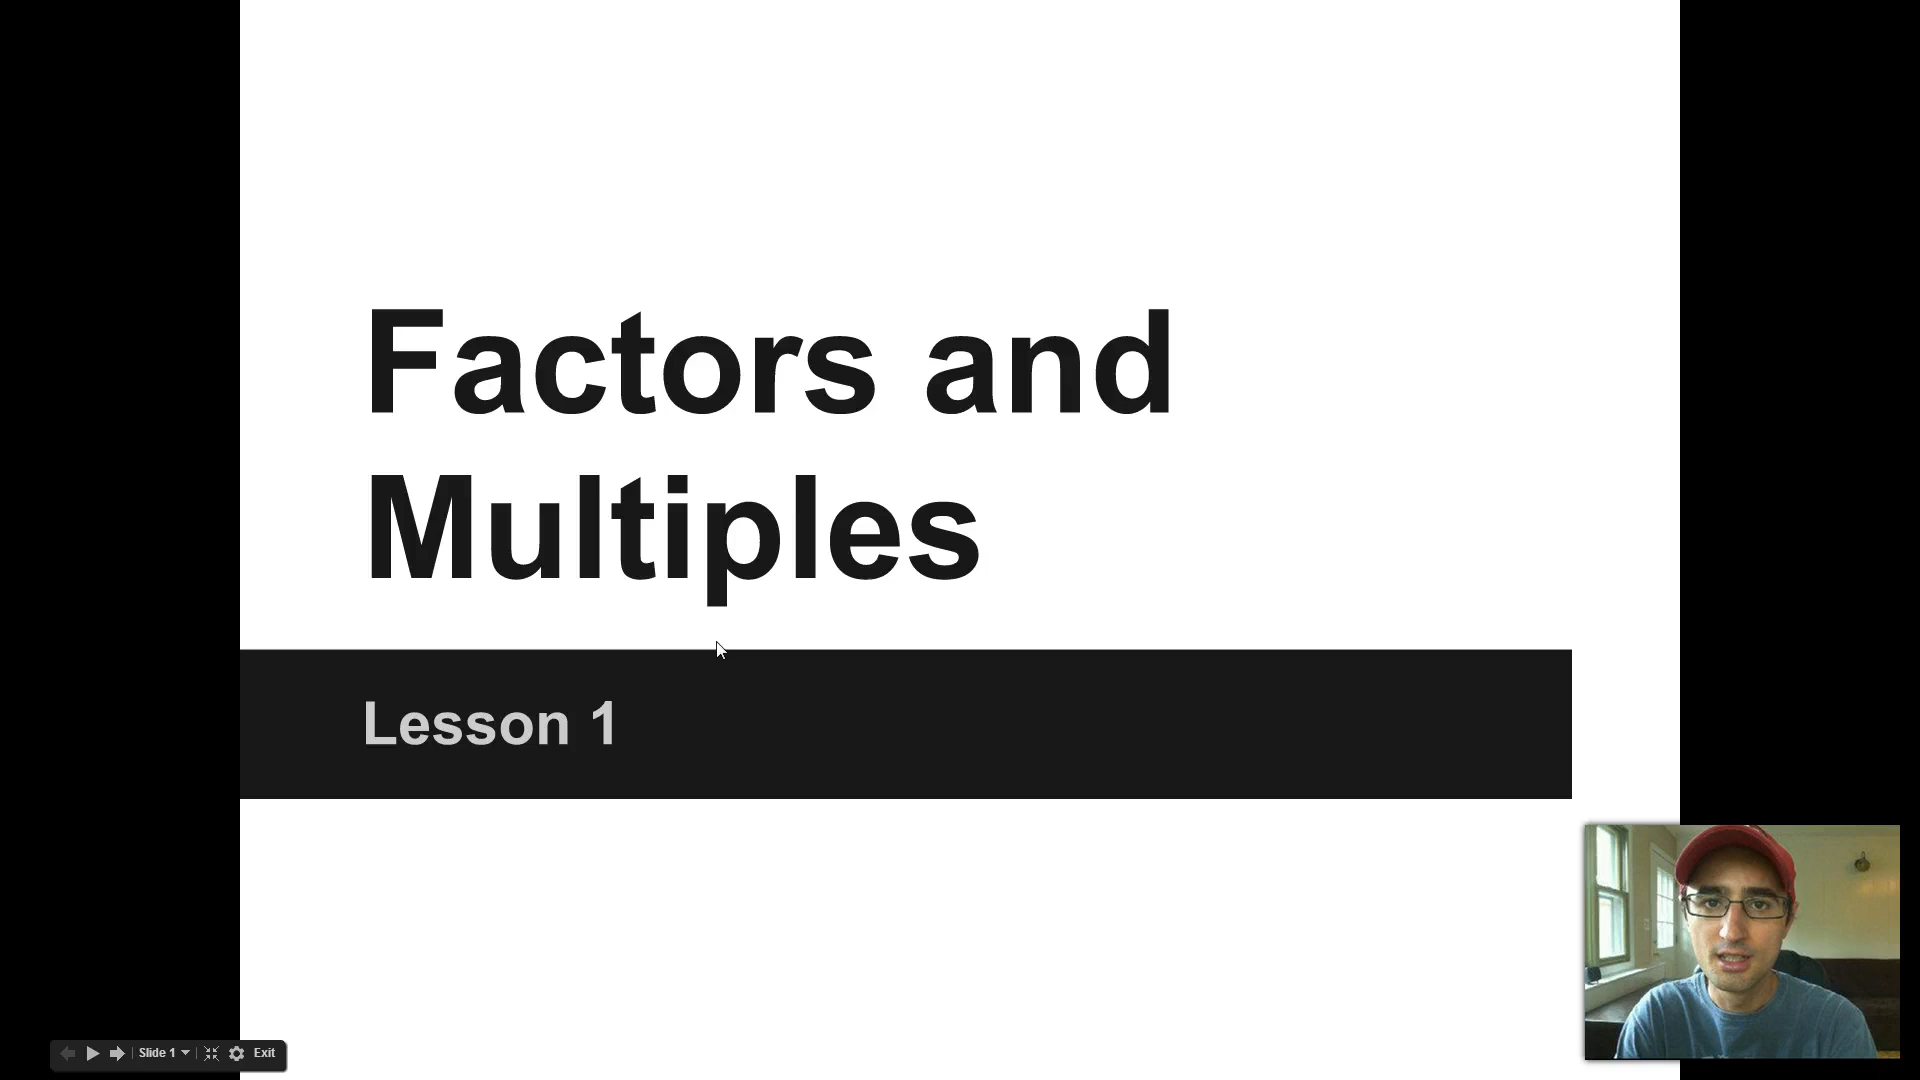 Factors and
Multiples
Lesson 1
Slide 1
Exit